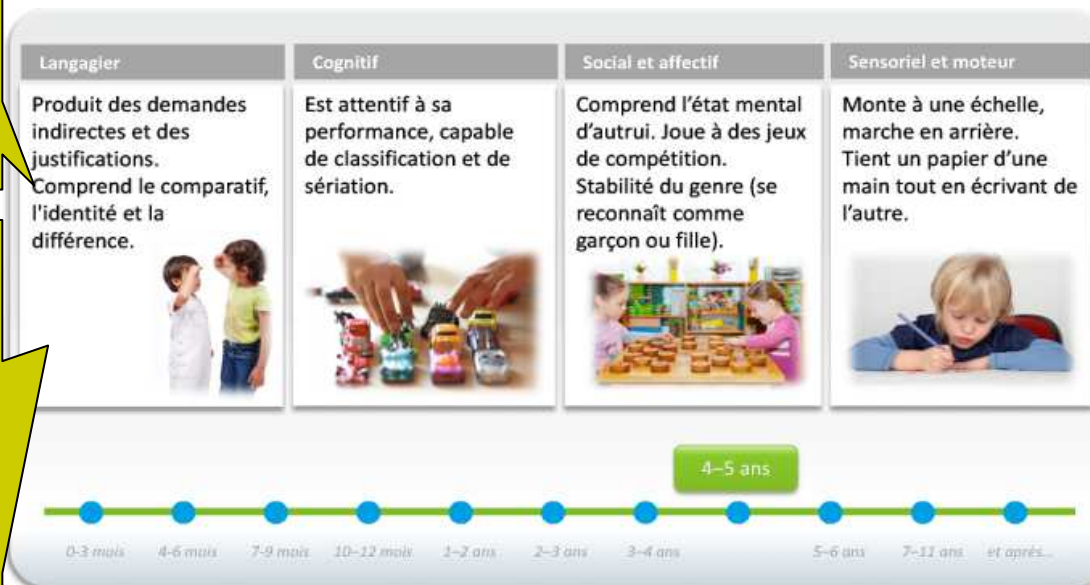 Langagier
Produit des demandes
indirectes et des
justifications.
Comprend le comparatif,
l'identité et la
différence.
Cognitif
Est attentif à sa
performance, capable
de classification et de
sériation.
Social et affectif
Comprend l’état mental
d’autrui. Joue à des jeux
de compétition.
Stabilité du genre (se
reconnaît comme
garçon ou fille).
Sensoriel et moteur
Monte à une échelle,
marche en arrière.
Tient un papier d’une
main tout en écrivant de
l’autre.
4–5 ans
0-3 mois 4-6 mois 7-9 mois 10–12 mois 1–2 ans 2–3 ans 3–4 ans 5–6 ans 7–11 ans et après...